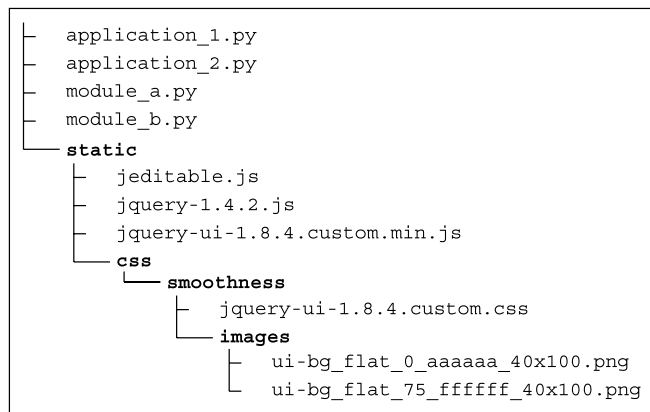 application_1.py
application_2.py
module_a.py
module_b.py
static
jeditable.js
jquery-1.4.2.js
jquery-ui-1.8.4.custom.min.js
css
smoothness
jquery-ui-1.8.4.custom.css
images
ui-bg_flat_0_aaaaaa_40x100.png
ui-bg_flat_75_ffffff_40x100.png